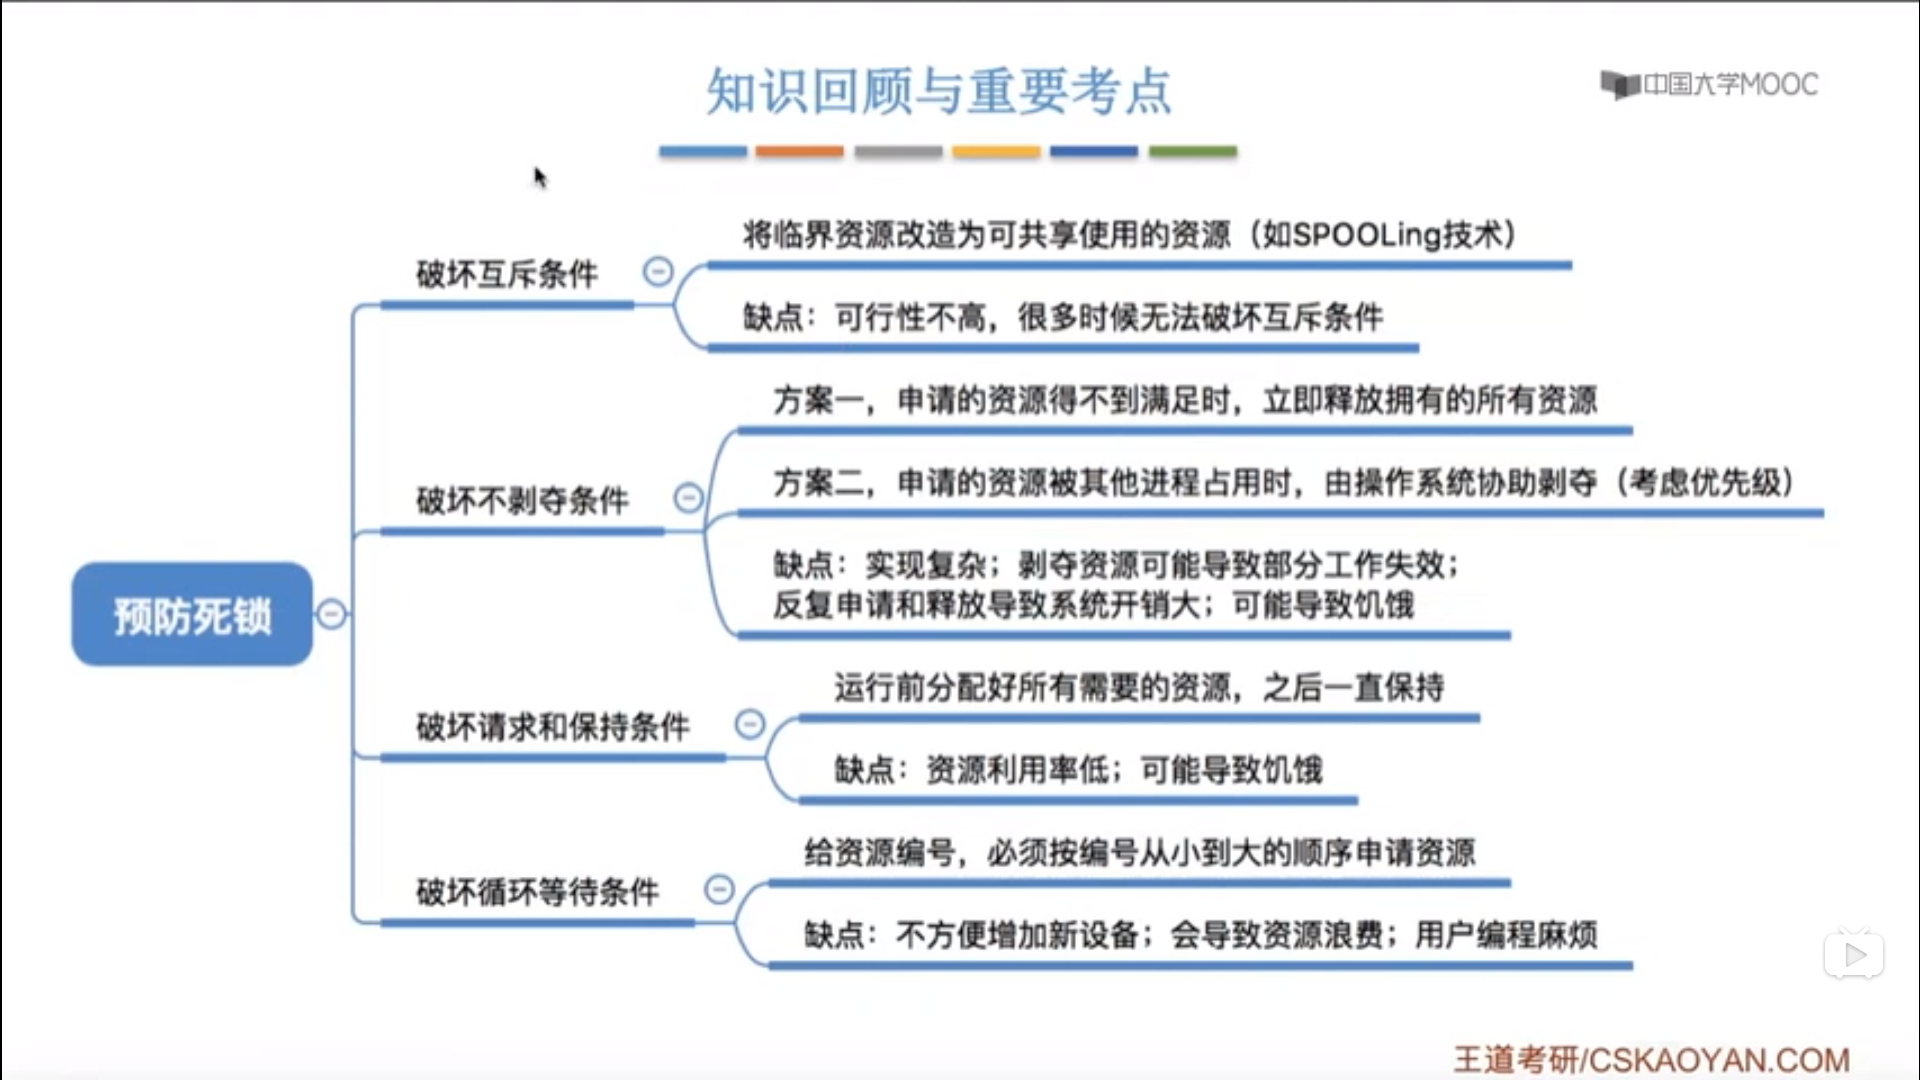 知识回顾与重要考点
中国大学MOOC
将临界资源改造为可共享使用的资源（如SPOOLing技术）
破坏互斥条件
缺点：可行性不高，很多时候无法破坏互斥条件
方案一，申请的资源得不到满足时，立即释放拥有的所有资源
方案二，申请的资源被其他进程占用时，由操作系统协助剥夺（考虑优先级）
破坏不剥夺条件
缺点：实现复杂；剥夺资源可能导致部分工作失效；
反复申请和释放导致系统开销大；可能导致饥饿
预防死锁
运行前分配好所有需要的资源，之后一直保持
破坏请求和保持条件
缺点：资源利用率低；可能导致饥饿
给资源编号，必须按编号从小到大的顺序申请资源
破坏循环等待条件
缺点：不方便增加新设备；会导致资源浪费；用户编程麻烦
王道考研/CSKAOYAN.COM